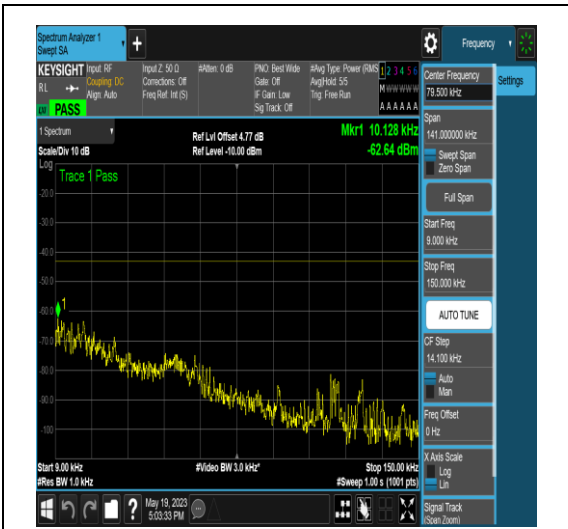 Spectrum Analyzer 1
Swept SA
Frequency
KEYSIGHT
RL
PASS
Input: RF
Coupling: DC
Align: Auto
Input Z: 50 Ω
Corrections: Off
Freq Ref: Int (S)
#Atten: 0 dB
PNO: Best Wide
Gate: Off
IF Gain: Low
Sig Track: Off
#Avg Type: Power (RMS
Avg|Hold: 5/5
Trig: Free Run
1 2 3 4 5 6
M W W W W W
A A A A A A
1 Spectrum
Scale/Div 10 dB
Ref Lvl Offset 4.77 dB
Ref Level -10.00 dBm
Mkr1 10.128 kHz
-62.64 dBm
Log
Trace 1 Pass
-20.0
-30.0
-40.0
-50.0
-60.0
-70.0
-80.0
-90.0
-100
1
Start 9.00 kHz
#Res BW 1.0 kHz
#Video BW 3.0 kHz*
Stop 150.00 kHz
#Sweep 1.00 s (1001 pts)
Center Frequency
79.500 kHz
Settings
Span
141.000000 kHz
Swept Span
Zero Span
Full Span
Start Freq
9.000 kHz
Stop Freq
150.000 kHz
AUTO TUNE
CF Step
14.100 kHz
Auto
Man
Freq Offset
0 Hz
X Axis Scale
Log
Lin
Signal Track
(Span Zoom)
?
May 19, 2023
5:03:33 PM